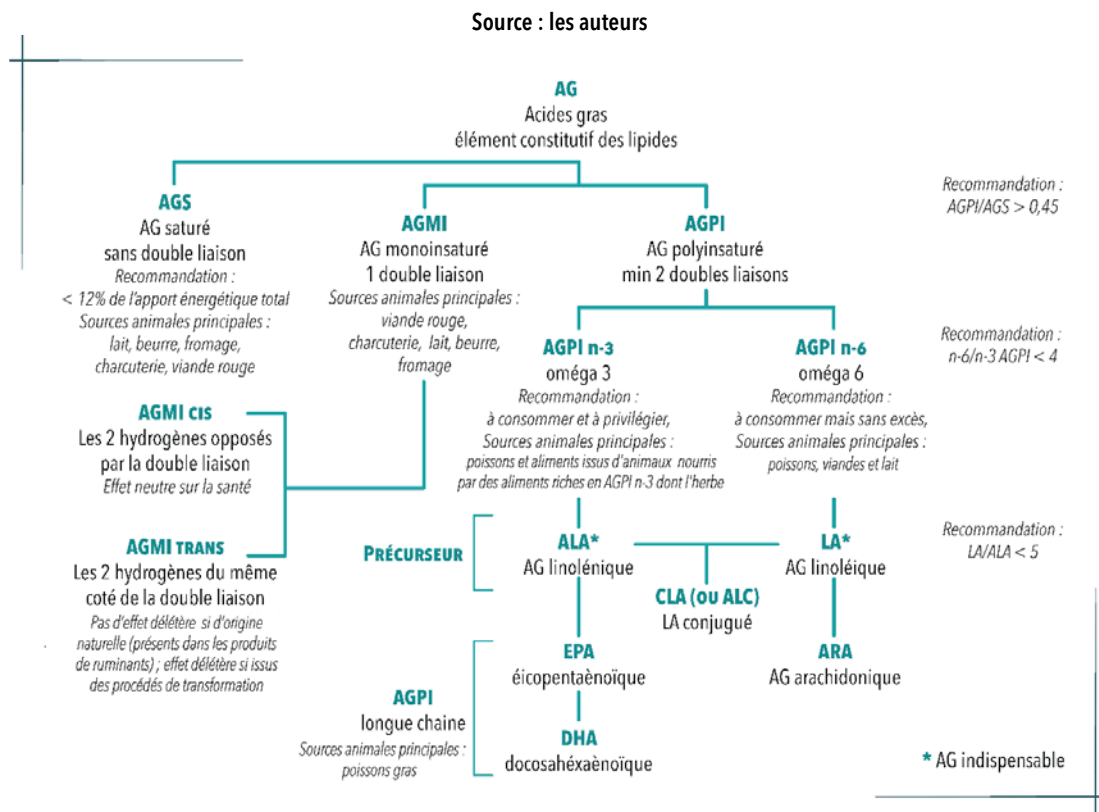 Source : les auteurs
AG
Acides gras
élément constitutif des lipides
AGS
AG saturé
sans double liaison
Recommandation :
< 12% de l'apport énergétique total
Sources animales principales :
lait, beurre, fromage,
charcuterie, viande rouge
AGMI
AG monoinsaturé
1 double liaison
Sources animales principales :
viande rouge,
charcuterie, lait, beurre,
fromage
AGPI
AG polyinsaturé
min 2 doubles liaisons
Recommandation :
AGPI/AGS > 0,45
AGPI n-3
oméga 3
Recommandation :
à consommer et à privilégier,
Sources animales principales :
poissons et aliments issus d'animaux nourris
par des aliments riches en AGPI n-3 dont l'herbe
AGPI n-6
oméga 6
Recommandation :
à consommer mais sans excès,
Sources animales principales :
poissons, viandes et lait
Recommandation :
n-6/n-3 AGPI < 4
AGMI CIS
Les 2 hydrogènes opposés
par la double liaison
Effet neutre sur la santé
AGMI TRANS
Les 2 hydrogènes du même
coté de la double liaison
Pas d'effet délétère si d'origine
naturelle (présents dans les produits
de ruminants) ; effet délétère si issus
des procédés de transformation
PRÉCURSEUR
ALA*
AG linolénique
LA*
AG linoléique
Recommandation :
LA/ALA < 5
CLA (ou ALC)
LA conjugué
EPA
éicopentaènoïque
ARA
AG arachidonique
AGPI
longue chaine
Sources animales principales :
poissons gras
DHA
docosahéxaènoïque
* AG indispensable